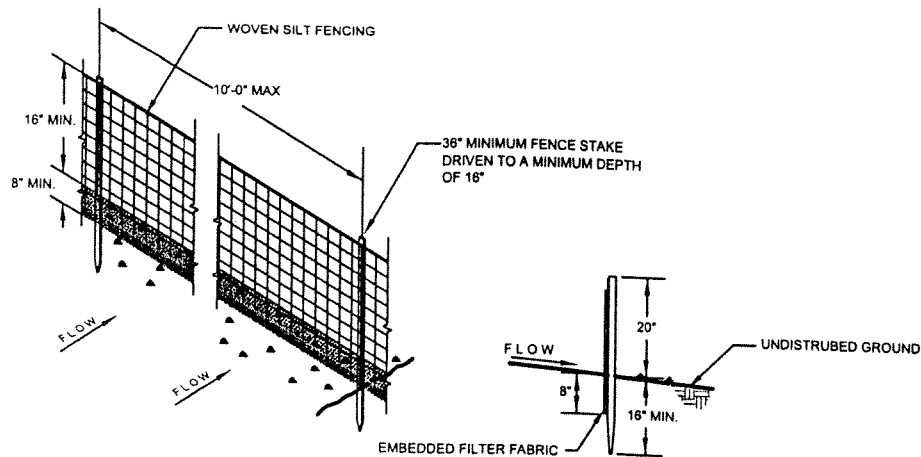 WOVEN SILT FENCING
10'-0" MAX
16" MIN.
8" MIN.
36" MINIMUM FENCE STAKE
DRIVEN TO A MINIMUM DEPTH
OF 16"
FLOW
FLOW
FLOW
20"
UNDISTRUBED GROUND
8"
16" MIN.
EMBEDDED FILTER FABRIC